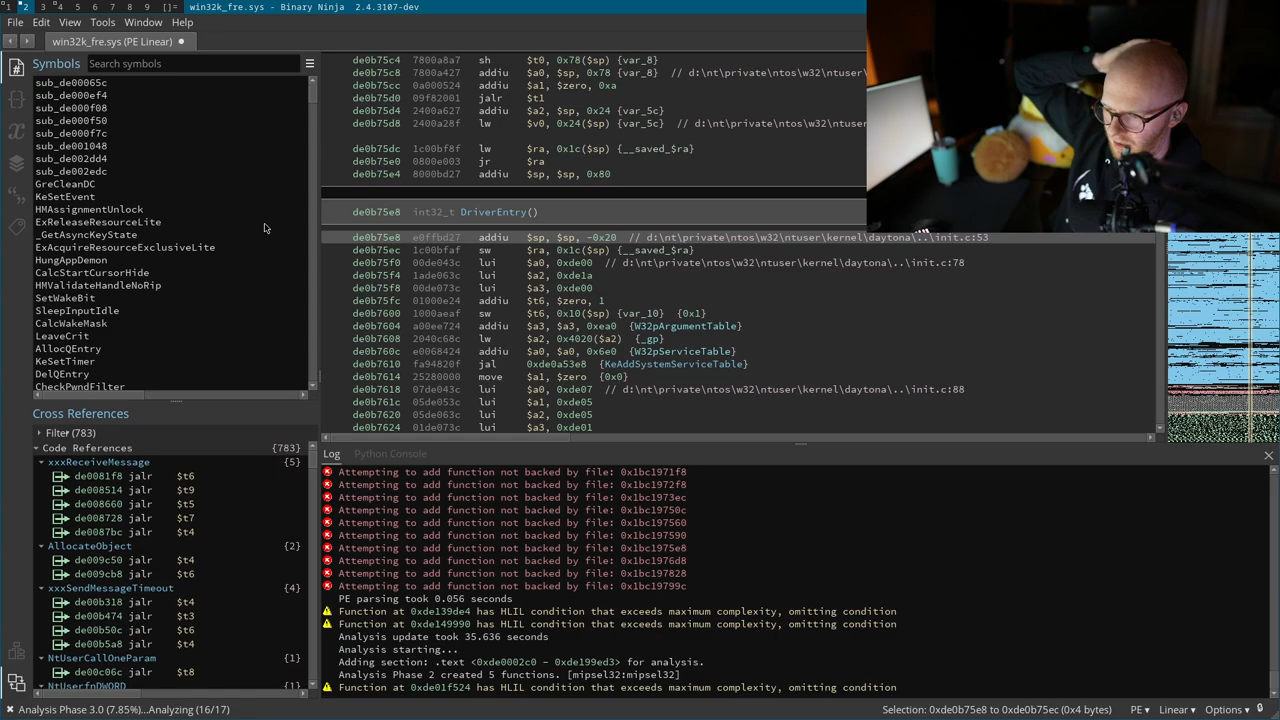 1 2 3 4 5 6 7 8 9 []= win32k_fre.sys - Binary Ninja 2.4.3107-dev
File Edit View Tools Window Help
win32k_fre.sys (PE Linear)
Symbols Search symbols
sub_de00065c
sub_de000ef4
sub_de000f08
sub_de000f50
sub_de000f7c
sub_de001048
sub_de002dd4
sub_de002edc
GreCleanDC
KeSetEvent
HMAssignmentUnlock
ExReleaseResourceLite
_GetAsyncKeyState
ExAcquireResourceExclusiveLite
HungAppDemon
CalcStartCursorHide
HMValidateHandleNoRip
SetWakeBit
SleepInputIdle
CalcWakeMask
LeaveCrit
AllocQEntry
KeSetTimer
DelQEntry
CheckPwndFilter
Cross References
Filter (783)
Code References {783}
xxxReceiveMessage {5}
de0081f8 jalr $t6
de008514 jalr $t9
de008660 jalr $t5
de008728 jalr $t7
de0087bc jalr $t4
AllocateObject {2}
de009c50 jalr $t4
de009cb8 jalr $t6
xxxSendMessageTimeout {4}
de00b318 jalr $t4
de00b474 jalr $t3
de00b50c jalr $t6
de00b5a8 jalr $t4
NtUserCallOneParam {1}
de00c06c jalr $t8
NtUserfnDWORD {1}
de0b75c4 7800a8a7 sh $t0, 0x78($sp) {var_8}
de0b75c8 7800a427 addiu $a0, $sp, 0x78 {var_8} // d:\nt\private\ntos\w32\ntuser
de0b75cc 0a000524 addiu $a1, $zero, 0xa
de0b75d0 09f82001 jalr $t1
de0b75d4 2400a627 addiu $a2, $sp, 0x24 {var_5c}
de0b75d8 2400a28f lw $v0, 0x24($sp) {var_5c} // d:\nt\private\ntos\w32\ntuser
de0b75dc 1c00bf8f lw $ra, 0x1c($sp) {__saved_$ra}
de0b75e0 0800e003 jr $ra
de0b75e4 8000bd27 addiu $sp, $sp, 0x80
de0b75e8 int32_t DriverEntry()
de0b75e8 e0ffbd27 addiu $sp, $sp, -0x20 // d:\nt\private\ntos\w32\ntuser\kernel\daytona\..\init.c:53
de0b75ec 1c00bfaf sw $ra, 0x1c($sp) {__saved_$ra}
de0b75f0 00de043c lui $a0, 0xde00 // d:\nt\private\ntos\w32\ntuser\kernel\daytona\..\init.c:78
de0b75f4 1ade063c lui $a2, 0xde1a
de0b75f8 00de073c lui $a3, 0xde00
de0b75fc 01000e24 addiu $t6, $zero, 1
de0b7600 1000aeaf sw $t6, 0x10($sp) {var_10} {0x1}
de0b7604 a00ee724 addiu $a3, $a3, 0xea0 {W32pArgumentTable}
de0b7608 2040c68c lw $a2, 0x4020($a2) {_gp}
de0b760c e0068424 addiu $a0, $a0, 0x6e0 {W32pServiceTable}
de0b7610 fa94820f jal 0xde0a53e8 {KeAddSystemServiceTable}
de0b7614 25280000 move $a1, $zero {0x0}
de0b7618 07de043c lui $a0, 0xde07 // d:\nt\private\ntos\w32\ntuser\kernel\daytona\..\init.c:88
de0b761c 05de053c lui $a1, 0xde05
de0b7620 05de063c lui $a2, 0xde05
de0b7624 01de073c lui $a3, 0xde01
Log Python Console
Attempting to add function not backed by file: 0x1bc1971f8
Attempting to add function not backed by file: 0x1bc1972f8
Attempting to add function not backed by file: 0x1bc1973ec
Attempting to add function not backed by file: 0x1bc19750c
Attempting to add function not backed by file: 0x1bc197560
Attempting to add function not backed by file: 0x1bc197590
Attempting to add function not backed by file: 0x1bc1975e8
Attempting to add function not backed by file: 0x1bc1976d8
Attempting to add function not backed by file: 0x1bc197828
Attempting to add function not backed by file: 0x1bc19799c
PE parsing took 0.056 seconds
Function at 0xde139de4 has HLIL condition that exceeds maximum complexity, omitting condition
Function at 0xde149990 has HLIL condition that exceeds maximum complexity, omitting condition
Analysis update took 35.636 seconds
Analysis starting...
Adding section: .text <0xde0002c0 - 0xde199ed3> for analysis.
Analysis Phase 2 created 5 functions. [mipsel32:mipsel32]
Function at 0xde01f524 has HLIL condition that exceeds maximum complexity, omitting condition
Analysis Phase 3.0 (7.85%)…Analyzing (16/17) Selection: 0xde0b75e8 to 0xde0b75ec (0x4 bytes) PE Linear Options